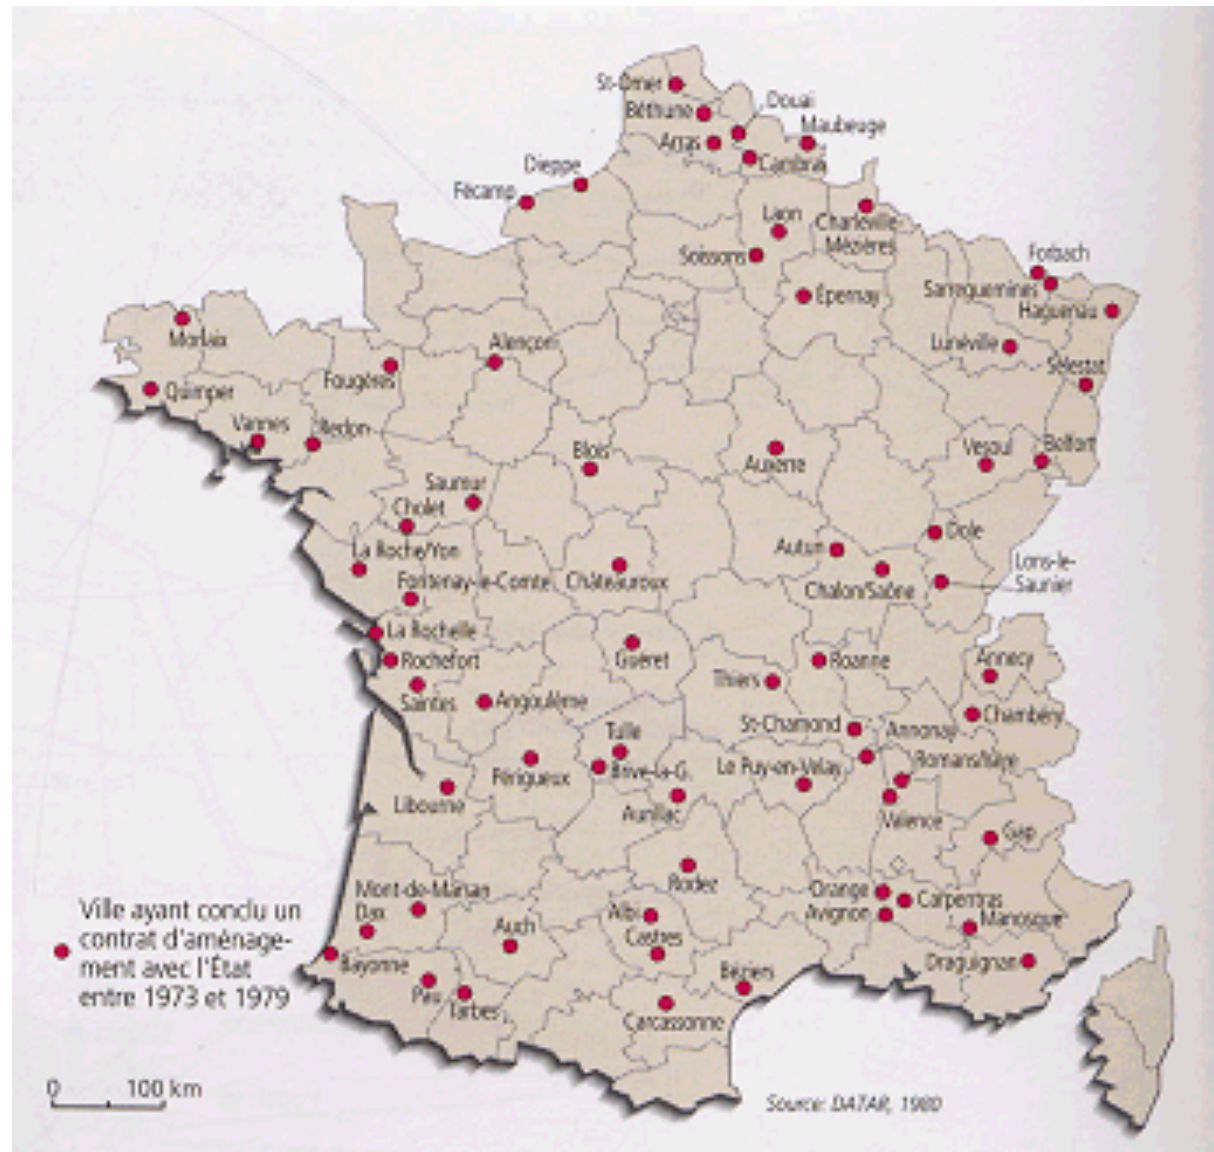 St-Omer
Béthune
Douai
Maubeuge
Arras
Cambrai
Dieppe
Fécamp
Laon
Charleville-
Mézières
Soissons
Forbach
Sarreguemines
Épernay
Haguenau
Morlaix
Alençon
Lunéville
Fougères
Sélestat
Quimper
Vannes
Redon
Blois
Auxerre
Vesoul
Belfort
Saumur
Cholet
Dole
La Roche/Yon
Autun
Lons-le-
Saunier
Fontenay-le-Comte
Châteauroux
Chalon/Saône
La Rochelle
Rochefort
Guéret
Roanne
Annecy
Thiers
Saintes
Angoulême
Chambéry
Tulle
St-Chamond
Annonay
Périgueux
Brive-la-G.
Le Puy-en-Velay
Romans/Isère
Libourne
Aurillac
Valence
Gap
Rodez
Mont-de-Marsan
Orange
Carpentras
Dax
Auch
Albi
Avignon
Manosque
Castres
Bayonne
Béziers
Draguignan
Pau
Tarbes
Carcassonne
Ville ayant conclu un
contrat d'aménage-
ment avec l'État
entre 1973 et 1979
0 100 km
Source: DATAR, 1980